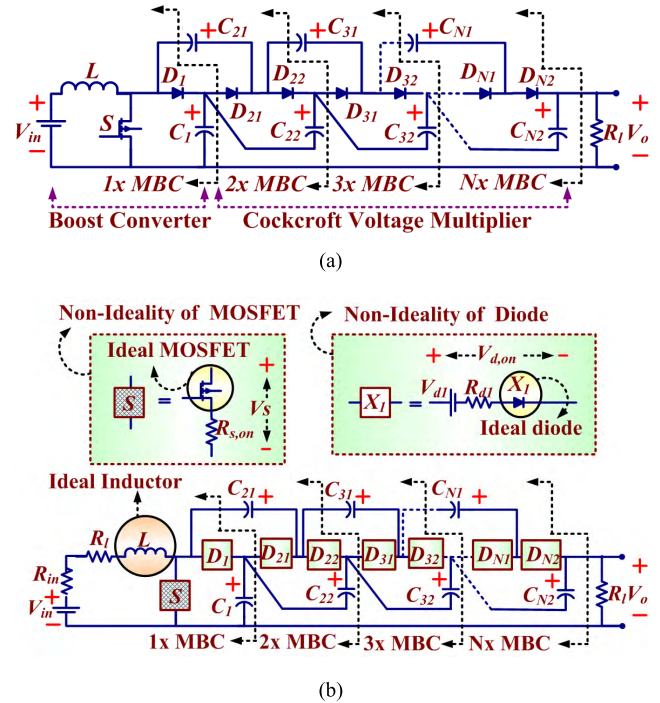 C21 + C31 + CN1 +
L D1 D21 D22 D31 D32 DN1 DN2
+ Vin − S C1 + C22 + C32 + CN2 + Rl Vo + −
1x MBC 2x MBC 3x MBC Nx MBC
Boost Converter Cockcroft Voltage Multiplier
(a)
Non-Ideality of MOSFET Non-Ideality of Diode
Ideal MOSFET
S = Rs,on + Vs −
+ Vd,on −
X1 = Vd1 Rd1 X1
Ideal diode
Ideal Inductor
C21 + C31 + CN1 +
Rl L D1 D21 D22 D31 D32 DN1 DN2
Rin + Vin − S C1 + C22 + C32 + CN2 + Rl Vo + −
1x MBC 2x MBC 3x MBC Nx MBC
(b)